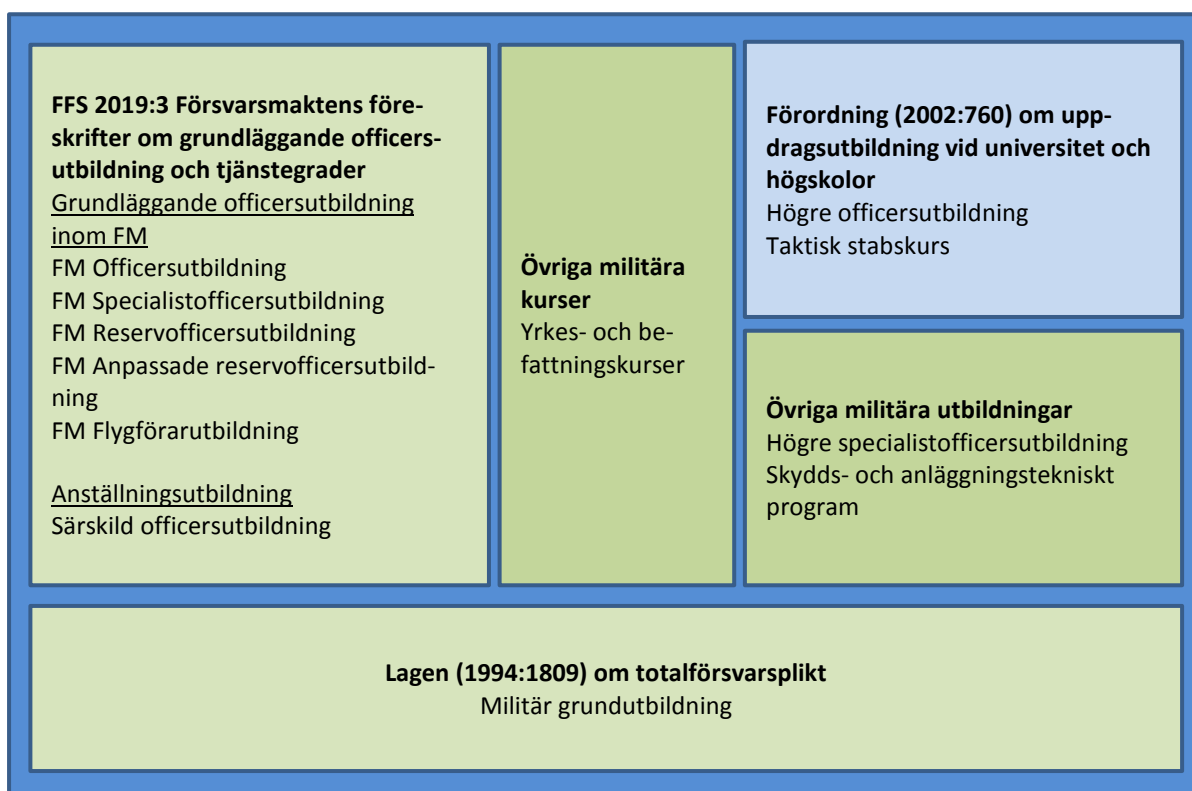 FFS 2019:3 Försvarsmaktens före-
skrifter om grundläggande officers-
utbildning och tjänstegrader
Grundläggande officersutbildning
inom FM
FM Officersutbildning
FM Specialistofficersutbildning
FM Reservofficersutbildning
FM Anpassade reservofficersutbild-
ning
FM Flygförarutbildning
Anställningsutbildning
Särskild officersutbildning
Övriga militära
kurser
Yrkes- och be-
fattningskurser
Förordning (2002:760) om upp-
dragsutbildning vid universitet och
högskolor
Högre officersutbildning
Taktisk stabskurs
Övriga militära utbildningar
Högre specialistofficersutbildning
Skydds- och anläggningstekniskt
program
Lagen (1994:1809) om totalförsvarsplikt
Militär grundutbildning